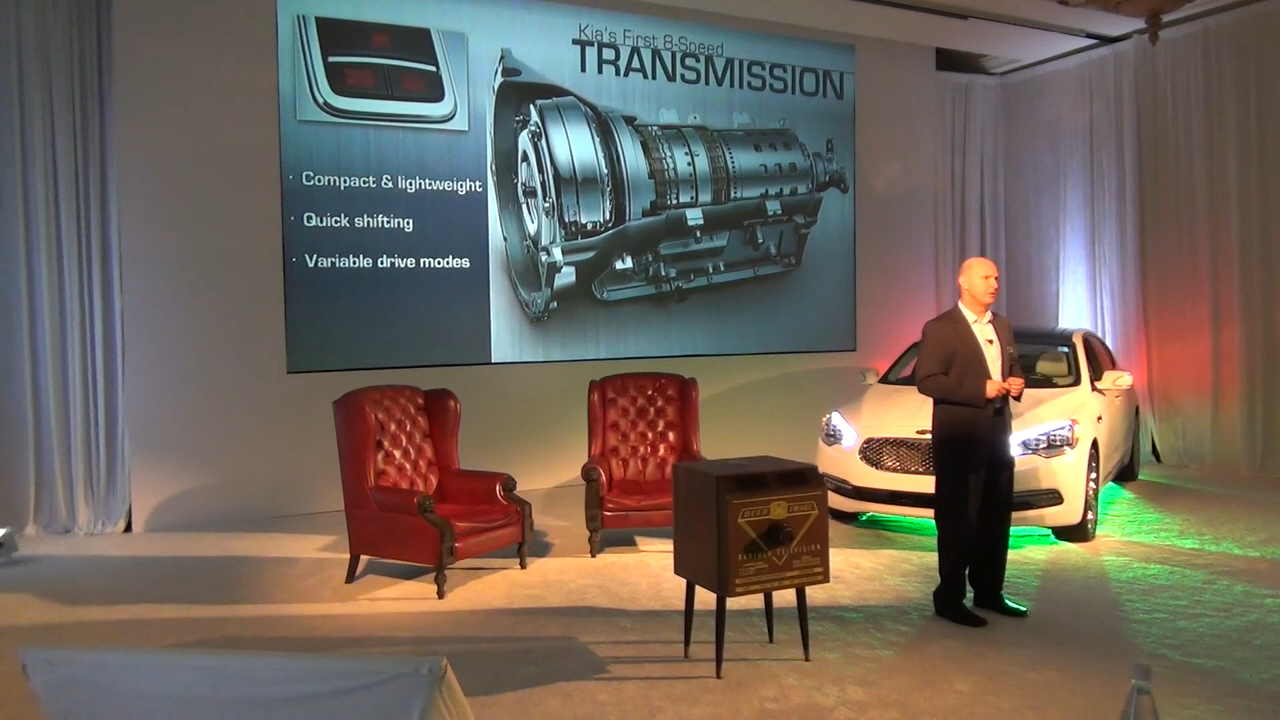 Kia's First 8-Speed
TRANSMISSION
· Compact & lightweight
· Quick shifting
· Variable drive modes